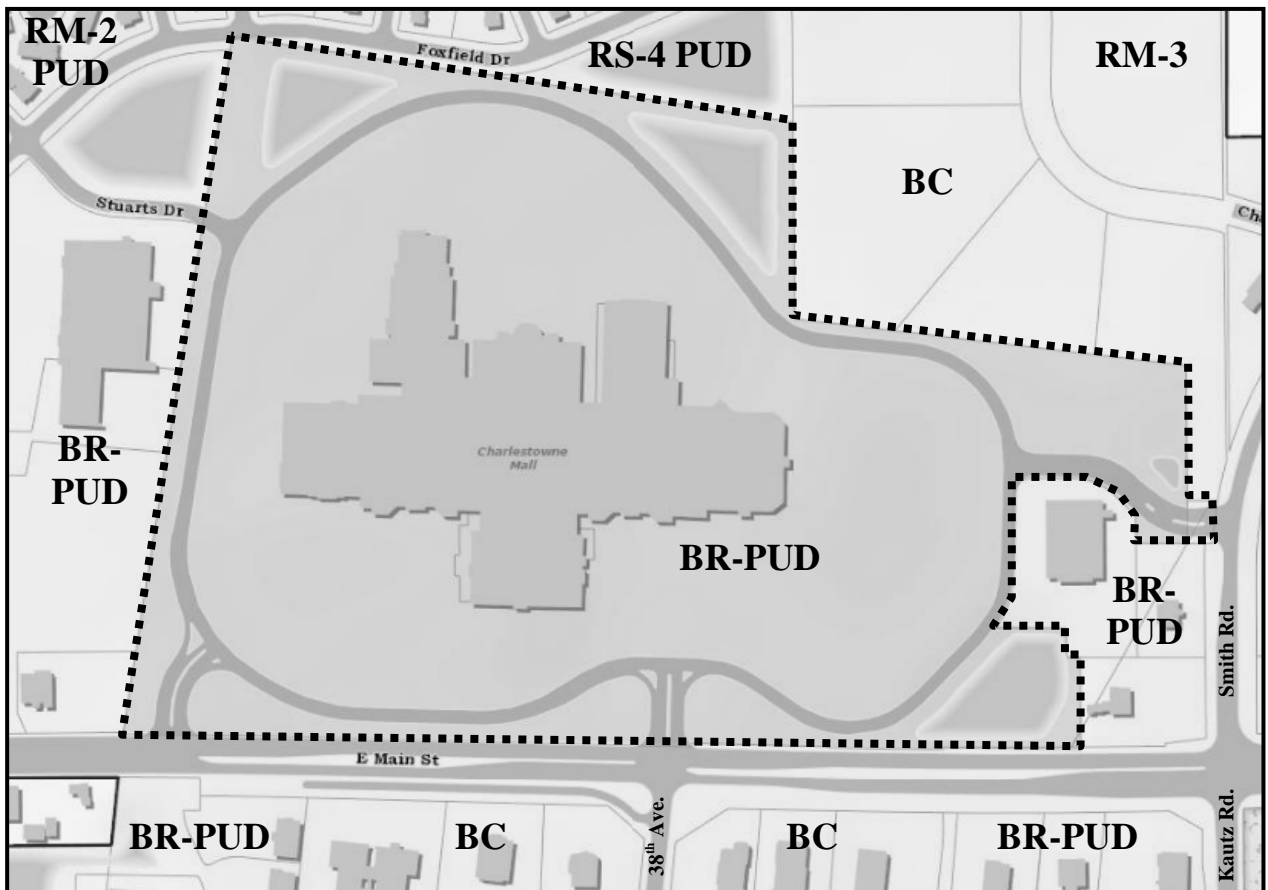 RM-2
PUD
Foxfield Dr
RS-4 PUD
RM-3
BC
Stuarts Dr
Charlestowne
Mall
BR-
PUD
BR-PUD
BR-
PUD
Smith Rd.
E Main St
BR-PUD
BC
38th Ave.
BC
BR-PUD
Kautz Rd.